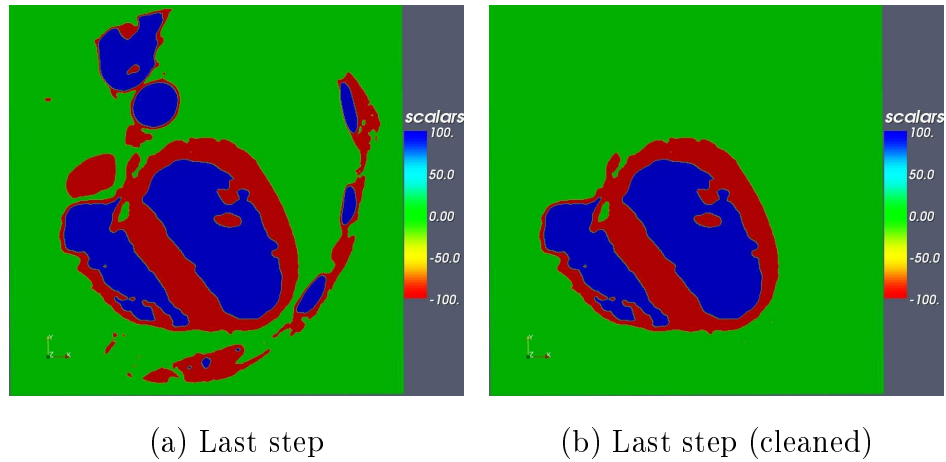 scalars
100.
50.0
0.00
-50.0
-100.
Y
Z X
scalars
100.
50.0
0.00
-50.0
-100.
Y
Z X
(a) Last step
(b) Last step (cleaned)